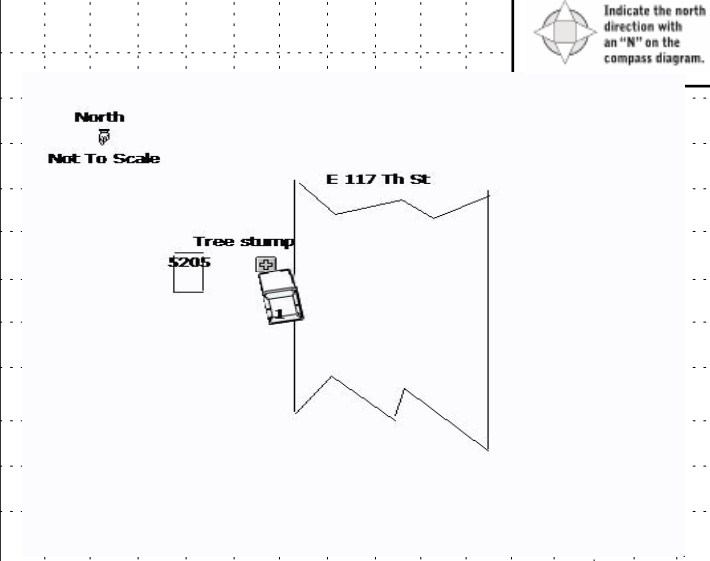 Indicate the north
direction with
an "N" on the
compass diagram.
North
Not To Scale
E 117 Th St
Tree stump
5205
1